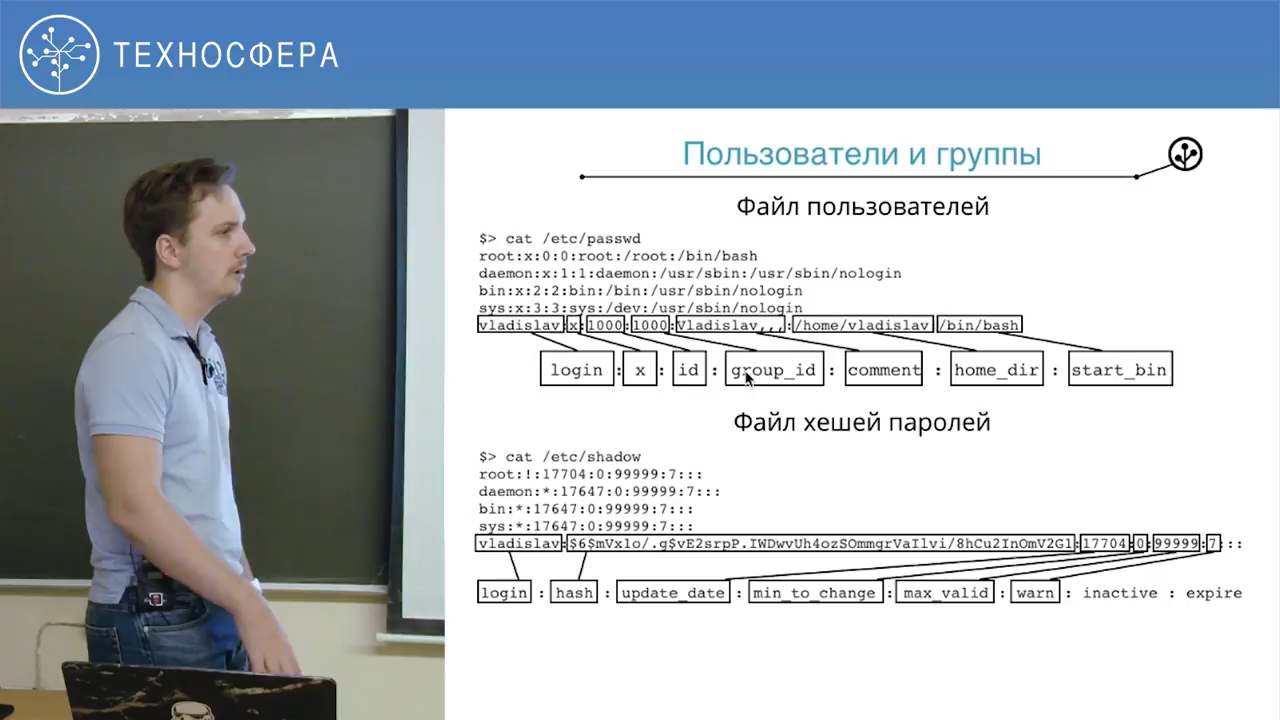 ТЕХНОСФЕРА
Пользователи и группы
Файл пользователей
$> cat /etc/passwd
root:x:0:0:root:/root:/bin/bash
daemon:x:1:1:daemon:/usr/sbin:/usr/sbin/nologin
bin:x:2:2:bin:/bin:/usr/sbin/nologin
sys:x:3:3:sys:/dev:/usr/sbin/nologin
vladislav:x:1000:1000:Vladislav,,,:/home/vladislav:/bin/bash
login : x : id : group_id : comment : home_dir : start_bin
Файл хешей паролей
$> cat /etc/shadow
root:!:17704:0:99999:7:::
daemon:*:17647:0:99999:7:::
bin:*:17647:0:99999:7:::
sys:*:17647:0:99999:7:::
vladislav:$6$mVx1o/.g$vE2srpP.IWDwvUh4ozSOmmgrVaIlvi/8hCu2InOmV2Gl:17704:0:99999:7:::
login : hash : update_date : min_to_change : max_valid : warn : inactive : expire